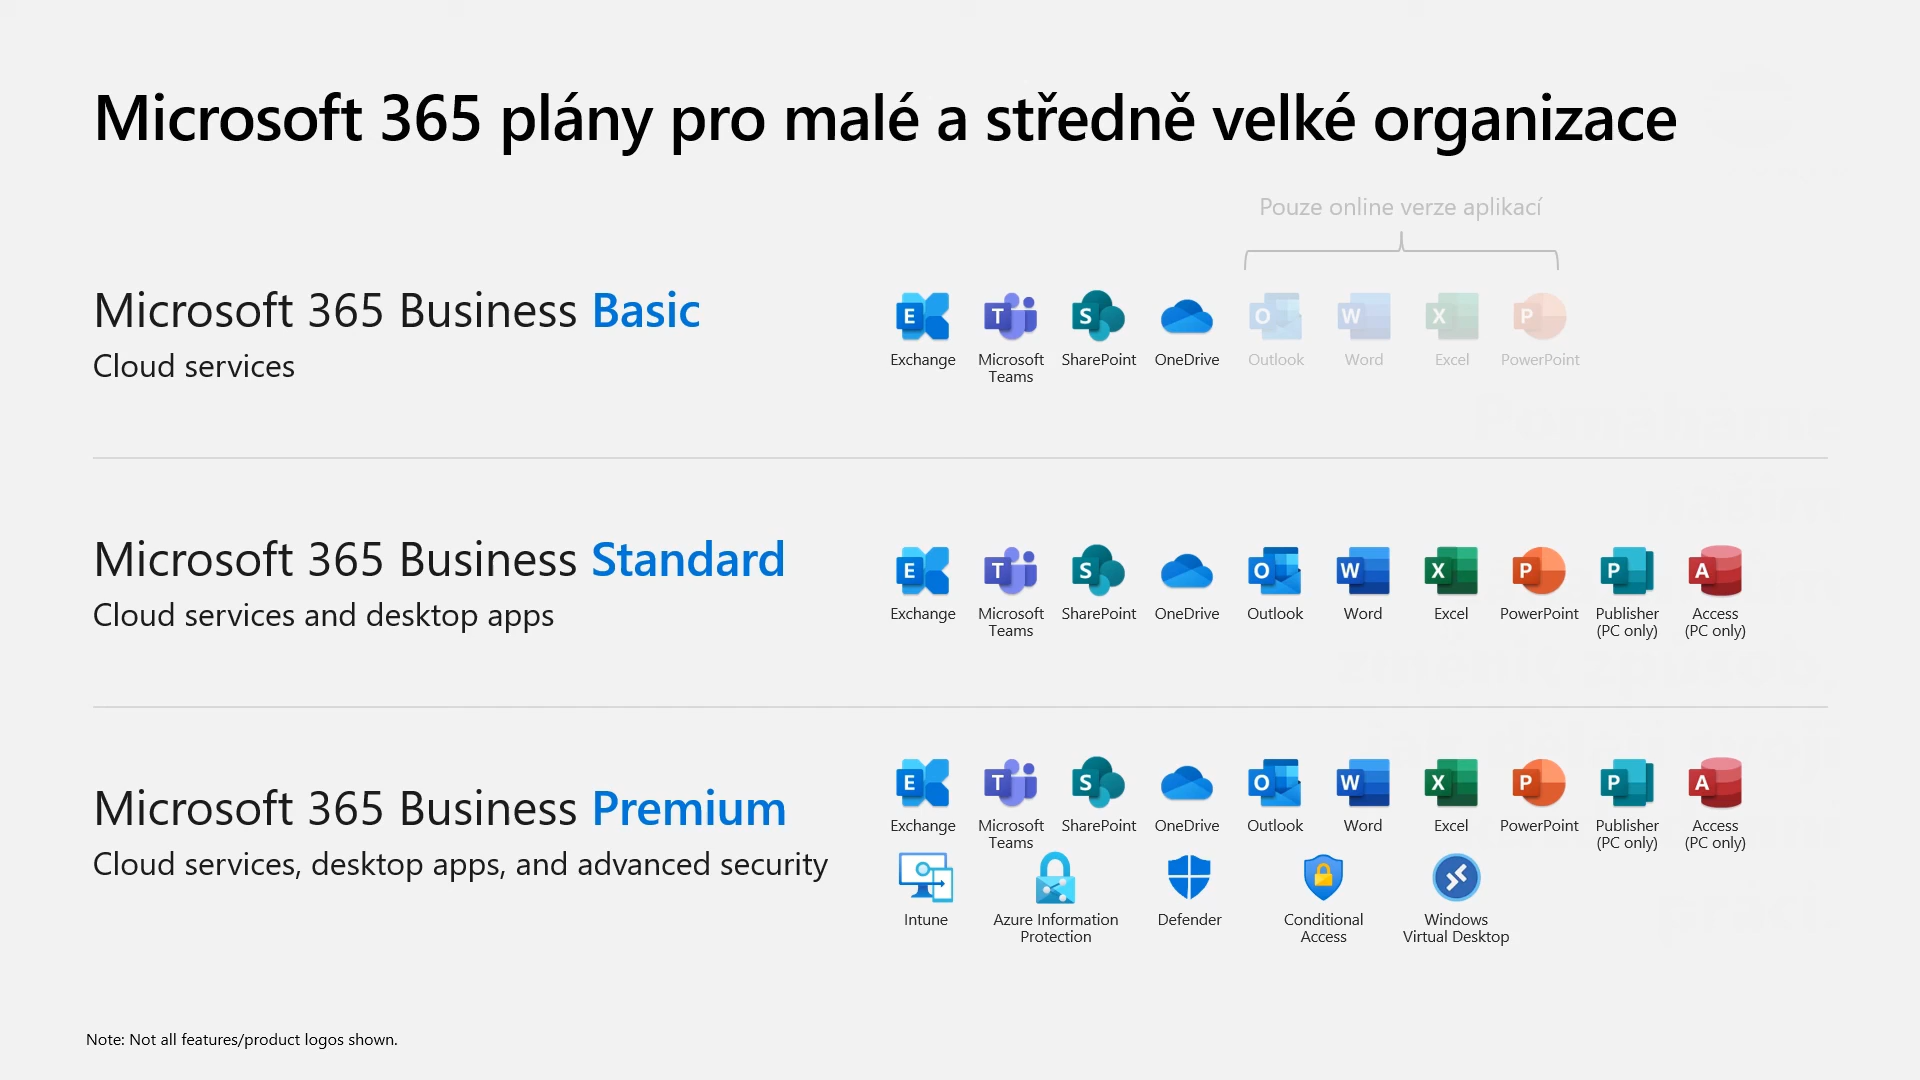 Microsoft 365 plány pro malé a středně velké organizace
Pouze online verze aplikací
Microsoft 365 Business Basic
Cloud services
E T S O W X P
Exchange Microsoft Teams SharePoint OneDrive Outlook Word Excel PowerPoint
Microsoft 365 Business Standard
Cloud services and desktop apps
E T S O W X P P A
Exchange Microsoft Teams SharePoint OneDrive Outlook Word Excel PowerPoint Publisher (PC only) Access (PC only)
Microsoft 365 Business Premium
Cloud services, desktop apps, and advanced security
E T S O W X P P A
Exchange Microsoft Teams SharePoint OneDrive Outlook Word Excel PowerPoint Publisher (PC only) Access (PC only)
Intune Azure Information Protection Defender Conditional Access Windows Virtual Desktop
Note: Not all features/product logos shown.